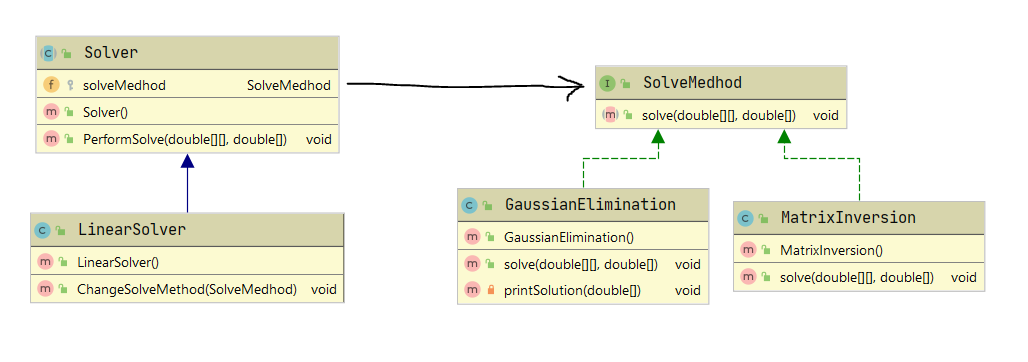 Solver
solveMedhod SolveMedhod
Solver()
PerformSolve(double[][], double[]) void
SolveMedhod
solve(double[][], double[]) void
LinearSolver
LinearSolver()
ChangeSolveMethod(SolveMedhod) void
GaussianElimination
GaussianElimination()
solve(double[][], double[]) void
printSolution(double[]) void
MatrixInversion
MatrixInversion()
solve(double[][], double[]) void